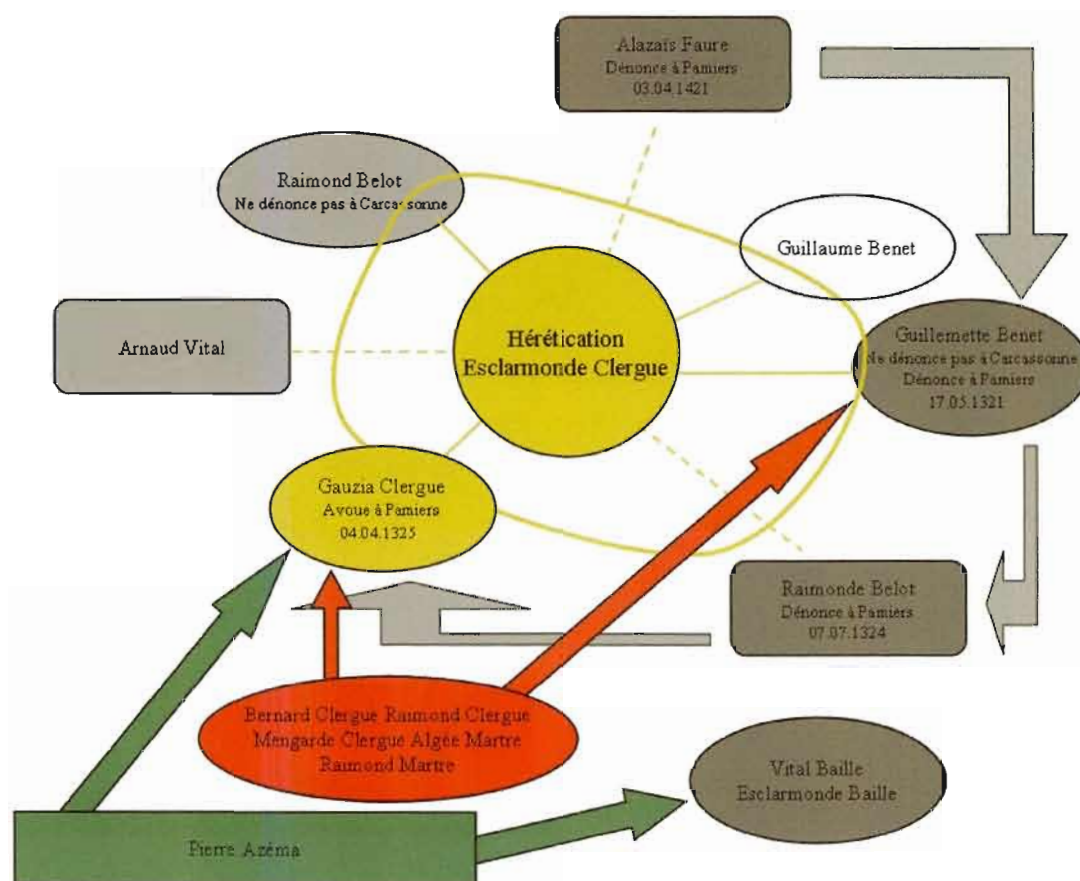 Alazaïs Faure
Dénonce à Pamiers
03.04.1421
Raimond Belot
Ne dénonce pas à Carcassonne
Guillaume Benet
Arnaud Vital
Hérétication
Esclarmonde Clergue
Guillemette Benet
Ne dénonce pas à Carcassonne
Dénonce à Pamiers
17.05.1321
Gauzia Clergue
Avoue à Pamiers
04.04.1325
Raimonde Belot
Dénonce à Pamiers
07.07.1324
Bernard Clergue Raimond Clergue
Mengarde Clergue Algée Martre
Raimond Martre
Vital Baille
Esclarmonde Baille
Pierre Azéma